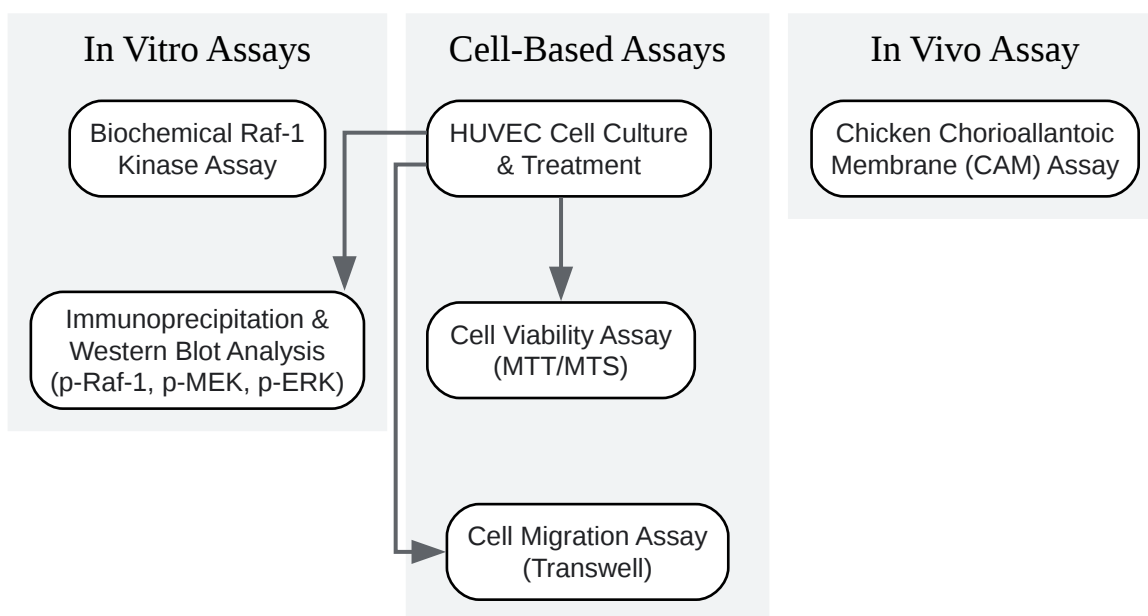 In Vitro Assays
Biochemical Raf-1
Kinase Assay
Immunoprecipitation &
Western Blot Analysis
(p-Raf-1, p-MEK, p-ERK)
Cell-Based Assays
HUVEC Cell Culture
& Treatment
Cell Viability Assay
(MTT/MTS)
Cell Migration Assay
(Transwell)
In Vivo Assay
Chicken Chorioallantoic
Membrane (CAM) Assay